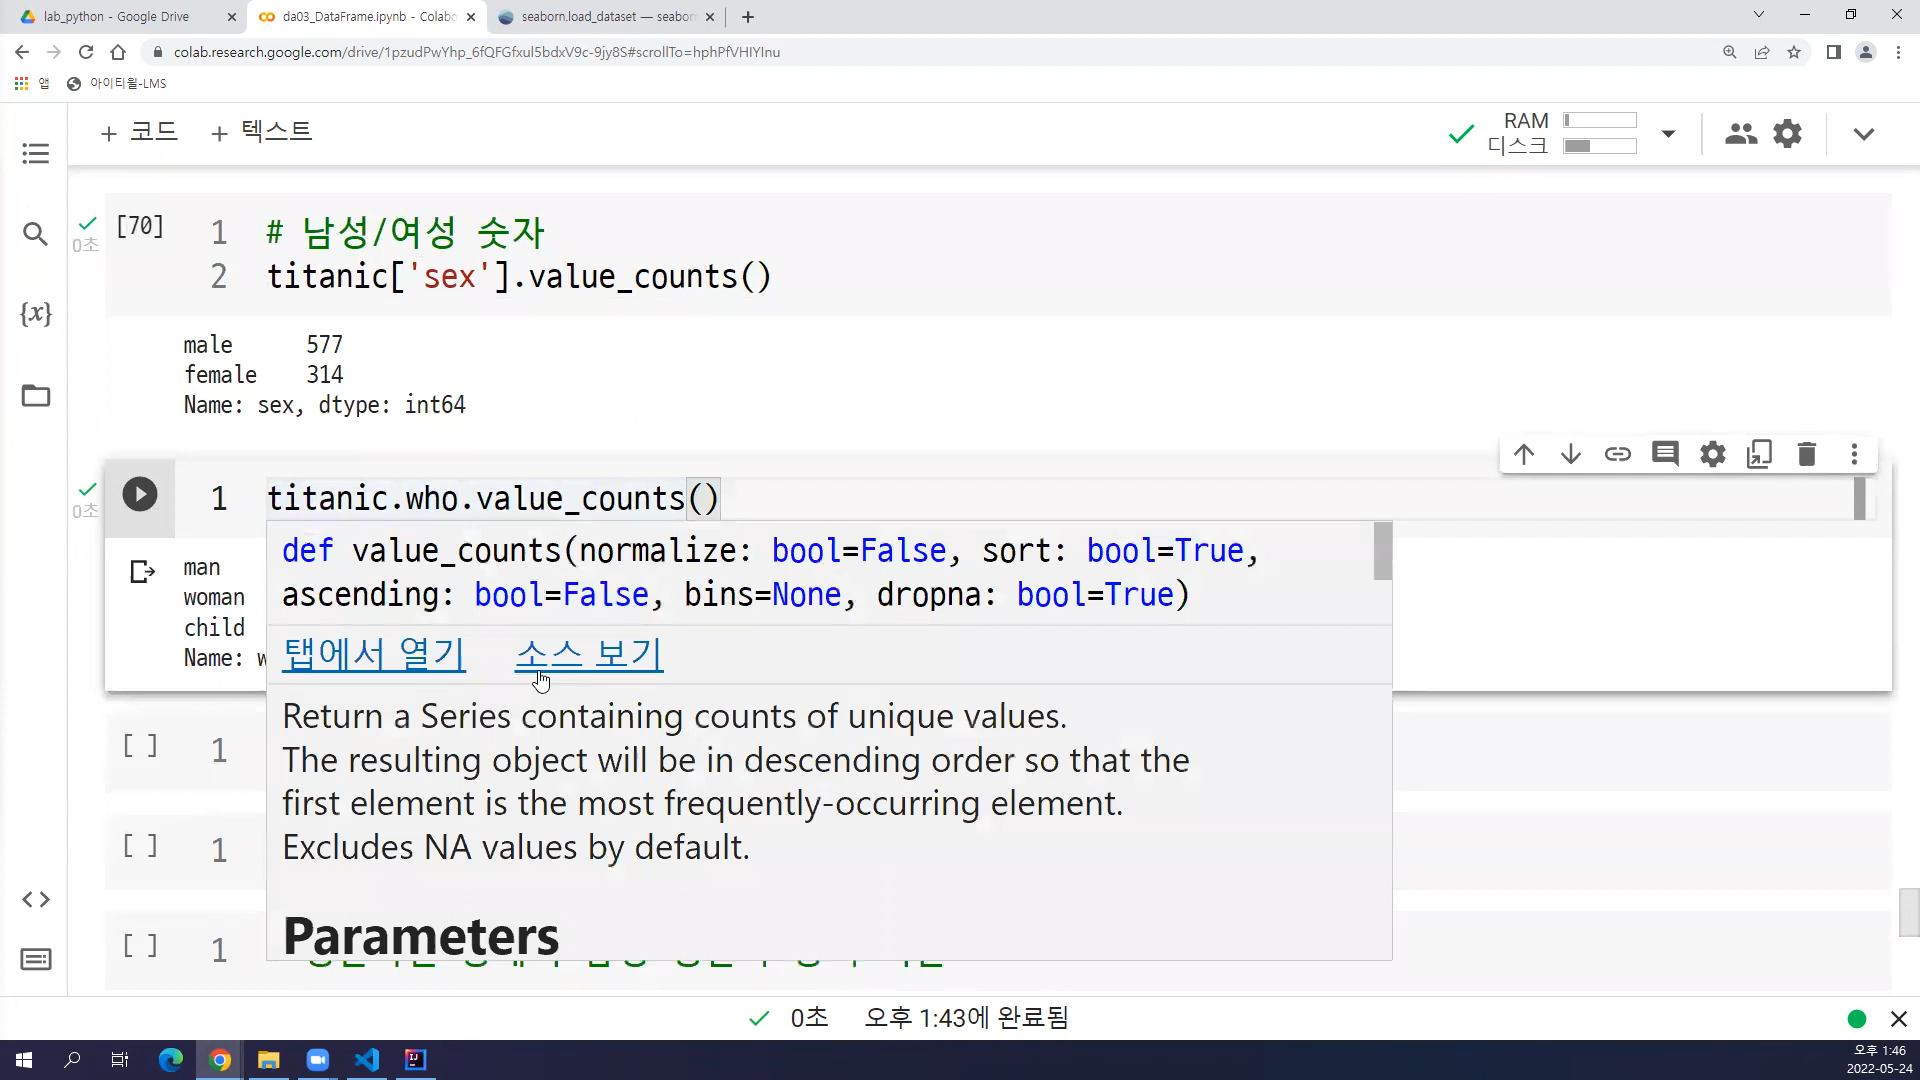 lab_python - Google Drive
da03_DataFrame.ipynb - Colabo
seaborn.load_dataset — seabor
colab.research.google.com/drive/1pzudPwYhp_6fQFGfxul5bdxV9c-9jy8S#scrollTo=hphPfVHIYInu
앱
아이티윌-LMS
+ 코드
+ 텍스트
RAM
디스크
0초
[70]
1 # 남성/여성 숫자
2 titanic['sex'].value_counts()
male 577
female 314
Name: sex, dtype: int64
0초
1 titanic.who.value_counts()
def value_counts(normalize: bool=False, sort: bool=True,
ascending: bool=False, bins=None, dropna: bool=True)
탭에서 열기 소스 보기
Return a Series containing counts of unique values.
The resulting object will be in descending order so that the
first element is the most frequently-occurring element.
Excludes NA values by default.
Parameters
man
woman
child
Name: w
[ ] 1
[ ] 1
[ ] 1
0초 오후 1:43에 완료됨
오후 1:46
2022-05-24